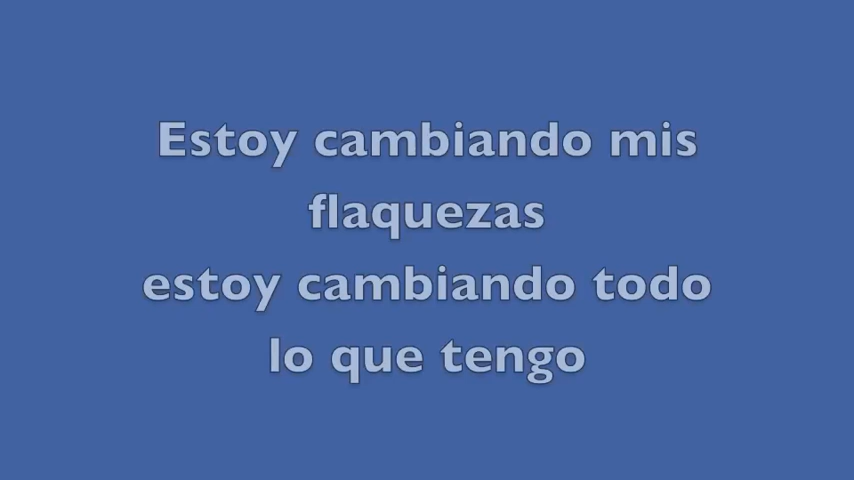 Estoy cambiando mis
flaquezas
estoy cambiando todo
lo que tengo